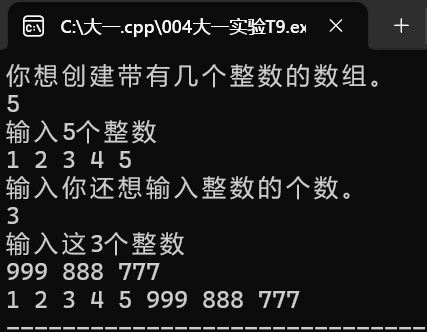 C:\大一.cpp\004大一实验T9.ex
你想创建带有几个整数的数组。
5
输入5个整数
1 2 3 4 5
输入你还想输入整数的个数。
3
输入这3个整数
999 888 777
1 2 3 4 5 999 888 777
--------------------------------